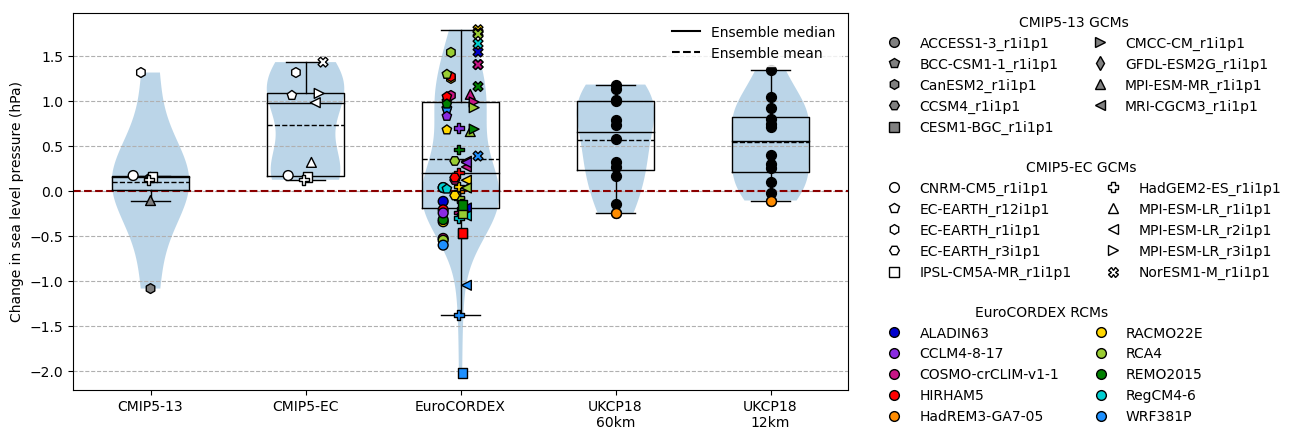 Change in sea level pressure (hPa)
1.5
1.0
0.5
0.0
−0.5
−1.0
−1.5
−2.0
Ensemble median
Ensemble mean
CMIP5-13
CMIP5-EC
EuroCORDEX
UKCP18
60km
UKCP18
12km
CMIP5-13 GCMs
ACCESS1-3_r1i1p1
BCC-CSM1-1_r1i1p1
CanESM2_r1i1p1
CCSM4_r1i1p1
CESM1-BGC_r1i1p1
CMCC-CM_r1i1p1
GFDL-ESM2G_r1i1p1
MPI-ESM-MR_r1i1p1
MRI-CGCM3_r1i1p1
CMIP5-EC GCMs
CNRM-CM5_r1i1p1
EC-EARTH_r12i1p1
EC-EARTH_r1i1p1
EC-EARTH_r3i1p1
IPSL-CM5A-MR_r1i1p1
HadGEM2-ES_r1i1p1
MPI-ESM-LR_r1i1p1
MPI-ESM-LR_r2i1p1
MPI-ESM-LR_r3i1p1
NorESM1-M_r1i1p1
EuroCORDEX RCMs
ALADIN63
CCLM4-8-17
COSMO-crCLIM-v1-1
HIRHAM5
HadREM3-GA7-05
RACMO22E
RCA4
REMO2015
RegCM4-6
WRF381P